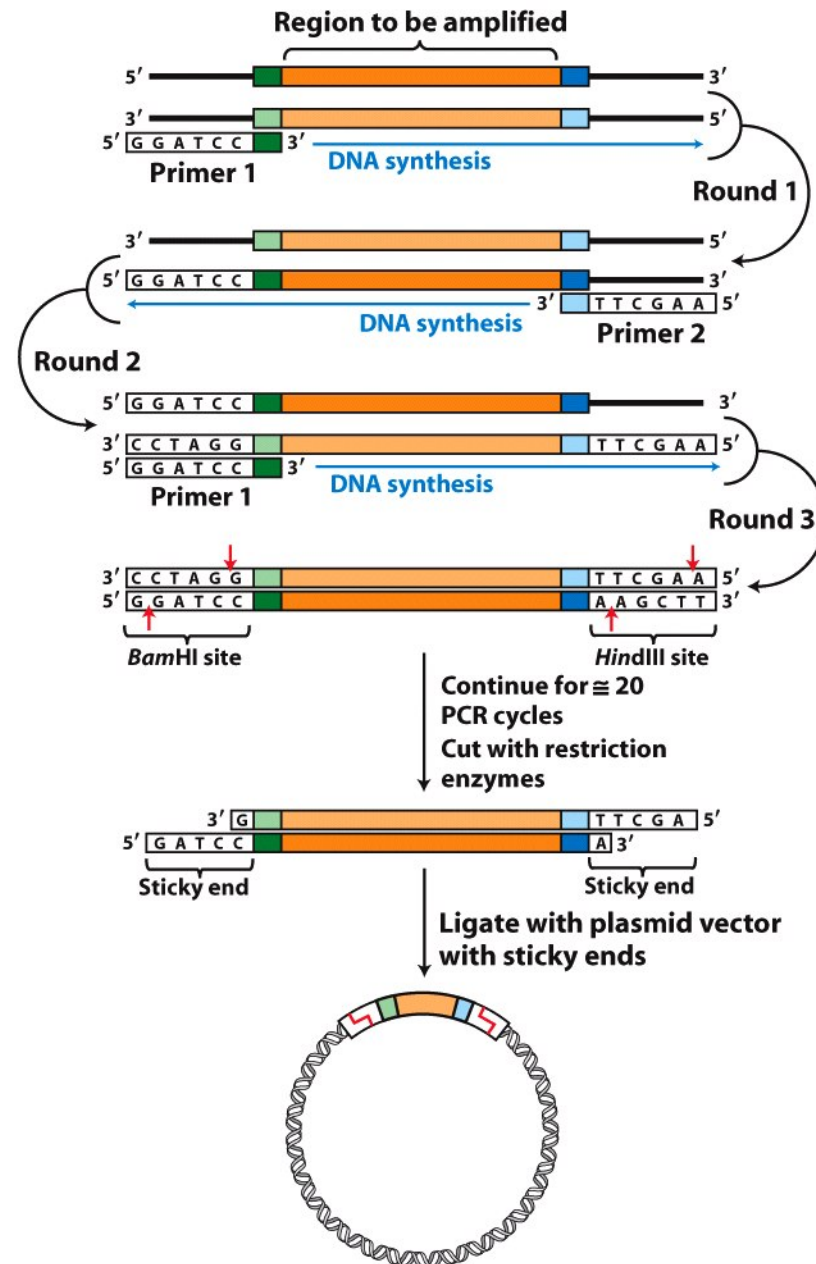 Region to be amplified
5′ 3′
3′ 5′
5′ G G A T C C 3′
DNA synthesis
Primer 1
Round 1
3′ 5′
5′ G G A T C C 3′
3′ T T C G A A 5′
DNA synthesis
Primer 2
Round 2
5′ G G A T C C 3′
3′ C C T A G G T T C G A A 5′
5′ G G A T C C 3′
DNA synthesis
Primer 1
Round 3
3′ C C T A G G T T C G A A 5′
5′ G G A T C C A A G C T T 3′
BamHI site HindIII site
Continue for ≅ 20
PCR cycles
Cut with restriction
enzymes
3′ G T T C G A 5′
5′ G A T C C A 3′
Sticky end Sticky end
Ligate with plasmid vector
with sticky ends